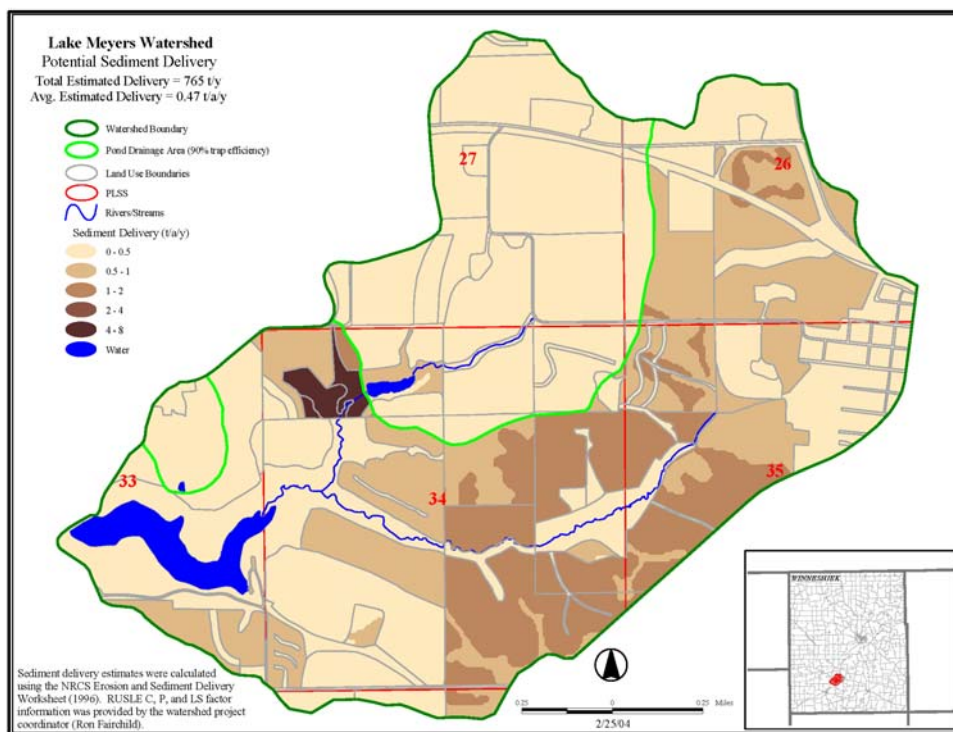 Lake Meyers Watershed
Potential Sediment Delivery
Total Estimated Delivery = 765 t/y
Avg. Estimated Delivery = 0.47 t/a/y
Watershed Boundary
Pond Drainage Area (90% trap efficiency)
Land Use Boundaries
PLSS
Rivers/Streams
Sediment Delivery (t/a/y)
0 - 0.5
0.5 - 1
1 - 2
2 - 4
4 - 8
Water
27
26
33
34
35
WINNESHIEK
Sediment delivery estimates were calculated
using the NRCS Erosion and Sediment Delivery
Worksheet (1996). RUSLE C, P, and LS factor
information was provided by the watershed project
coordinator (Ron Fairchild).
0.25 0 0.25 Miles
2/25/04